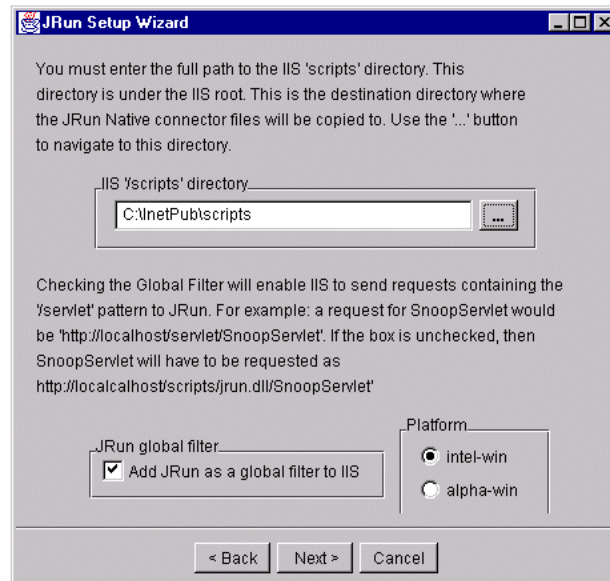 JRun Setup Wizard
You must enter the full path to the IIS 'scripts' directory. This
directory is under the IIS root. This is the destination directory where
the JRun Native connector files will be copied to. Use the '...' button
to navigate to this directory.
IIS '/scripts' directory
C:\InetPub\scripts
...
Checking the Global Filter will enable IIS to send requests containing the
'/servlet' pattern to JRun. For example: a request for SnoopServlet would
be 'http://localhost/servlet/SnoopServlet'. If the box is unchecked, then
SnoopServlet will have to be requested as
http://localcalhost/scripts/jrun.dll/SnoopServlet'
JRun global filter
Add JRun as a global filter to IIS
Platform
intel-win
alpha-win
< Back
Next >
Cancel